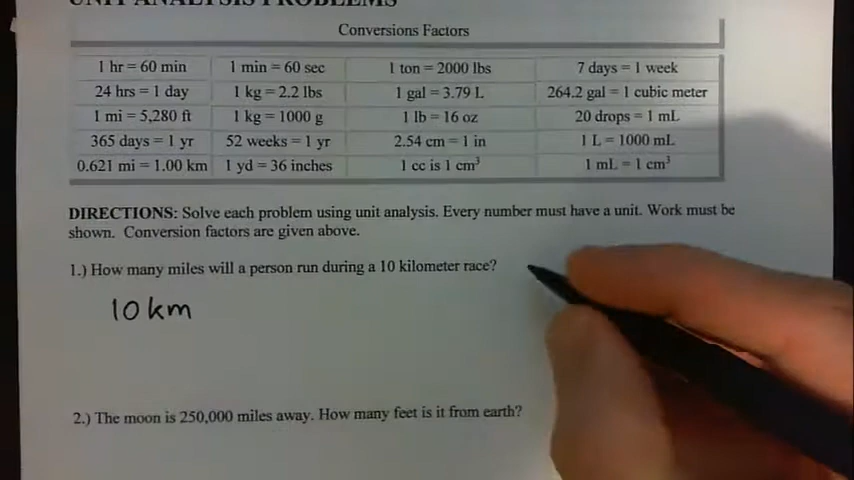 UNIT ANALYSIS PROBLEMS
Conversions Factors
1 hr = 60 min 1 min = 60 sec 1 ton = 2000 lbs 7 days = 1 week
24 hrs = 1 day 1 kg = 2.2 lbs 1 gal = 3.79 L 264.2 gal = 1 cubic meter
1 mi = 5,280 ft 1 kg = 1000 g 1 lb = 16 oz 20 drops = 1 mL
365 days = 1 yr 52 weeks = 1 yr 2.54 cm = 1 in 1 L = 1000 mL
0.621 mi = 1.00 km 1 yd = 36 inches 1 cc is 1 cm³ 1 mL = 1 cm³
DIRECTIONS: Solve each problem using unit analysis. Every number must have a unit. Work must be
shown. Conversion factors are given above.
1.) How many miles will a person run during a 10 kilometer race?
10 km
2.) The moon is 250,000 miles away. How many feet is it from earth?